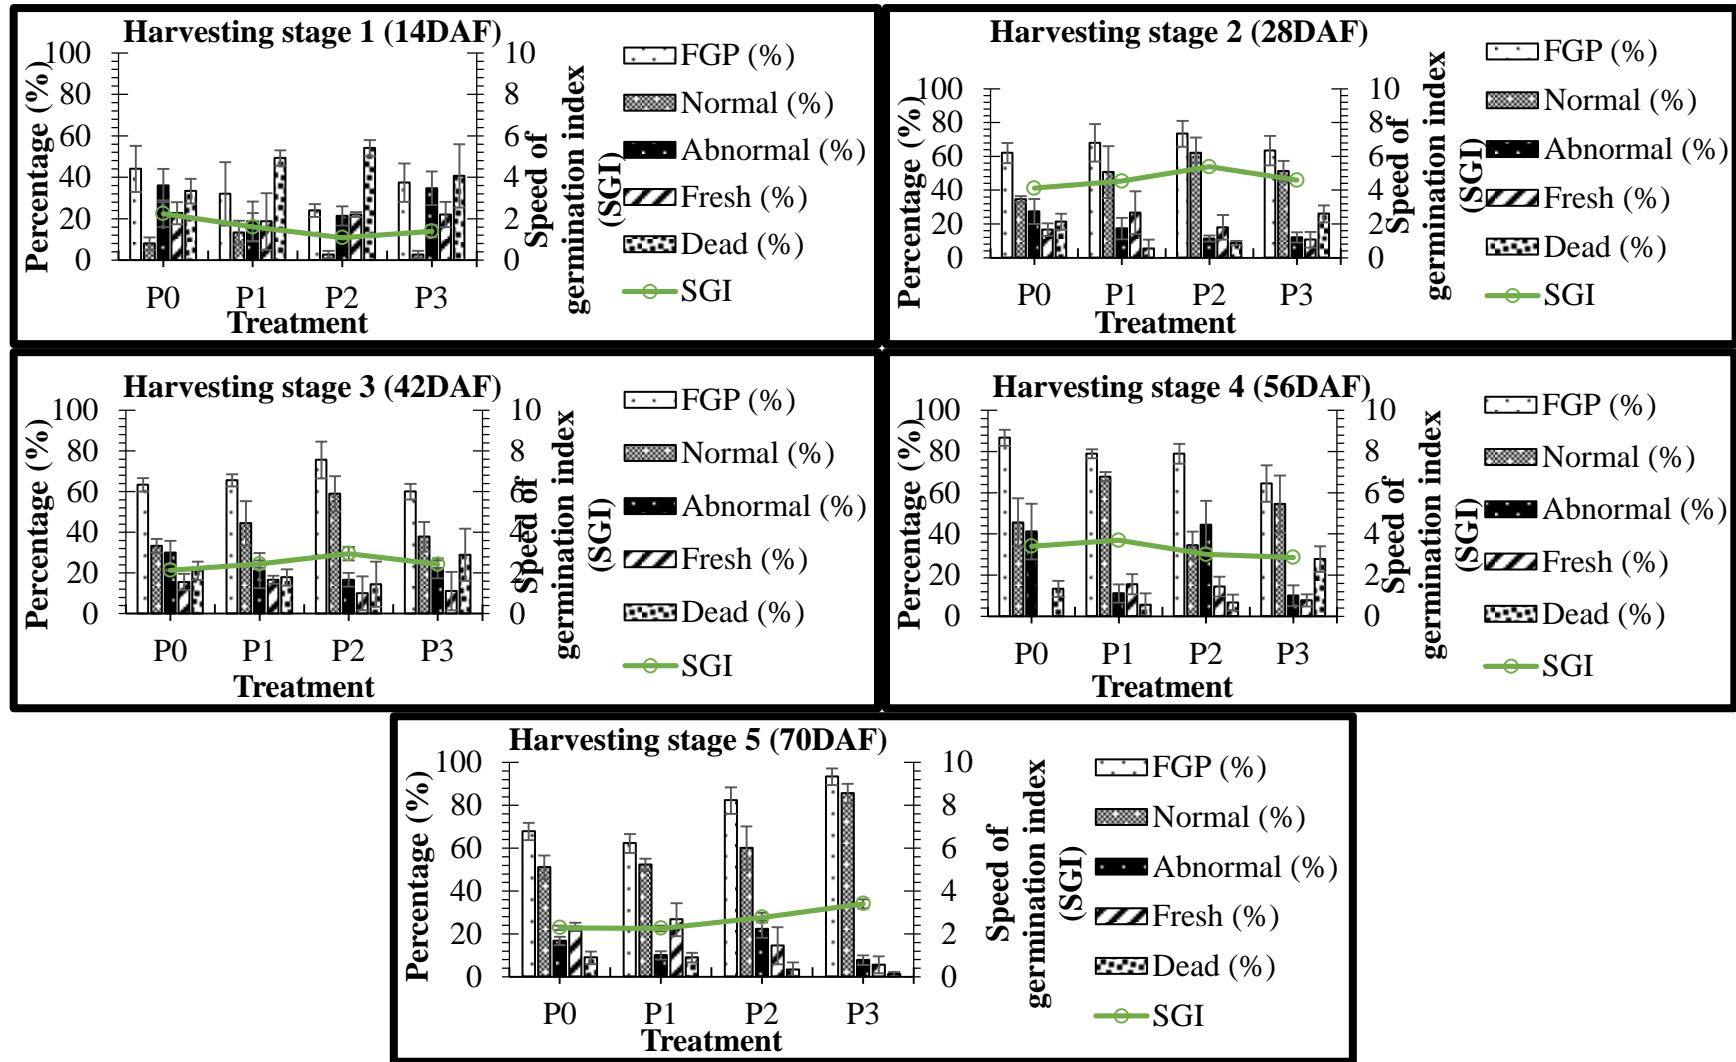 Harvesting stage 1 (14DAF)
Percentage (%)
100
80
60
40
20
0
10
8
6
4
2
0
Speed of
germination index
(SGI)
P0 P1 P2 P3
Treatment
FGP (%)
Normal (%)
Abnormal (%)
Fresh (%)
Dead (%)
SGI
Harvesting stage 2 (28DAF)
Percentage (%)
100
80
60
40
20
0
10
8
6
4
2
0
Speed of
germination index
(SGI)
P0 P1 P2 P3
Treatment
FGP (%)
Normal (%)
Abnormal (%)
Fresh (%)
Dead (%)
SGI
Harvesting stage 3 (42DAF)
Percentage (%)
100
80
60
40
20
0
10
8
6
4
2
0
Speed of
germination index
(SGI)
P0 P1 P2 P3
Treatment
FGP (%)
Normal (%)
Abnormal (%)
Fresh (%)
Dead (%)
SGI
Harvesting stage 4 (56DAF)
Percentage (%)
100
80
60
40
20
0
10
8
6
4
2
0
Speed of
germination index
(SGI)
P0 P1 P2 P3
Treatment
FGP (%)
Normal (%)
Abnormal (%)
Fresh (%)
Dead (%)
SGI
Harvesting stage 5 (70DAF)
Percentage (%)
100
80
60
40
20
0
10
8
6
4
2
0
Speed of
germination index
(SGI)
P0 P1 P2 P3
Treatment
FGP (%)
Normal (%)
Abnormal (%)
Fresh (%)
Dead (%)
SGI